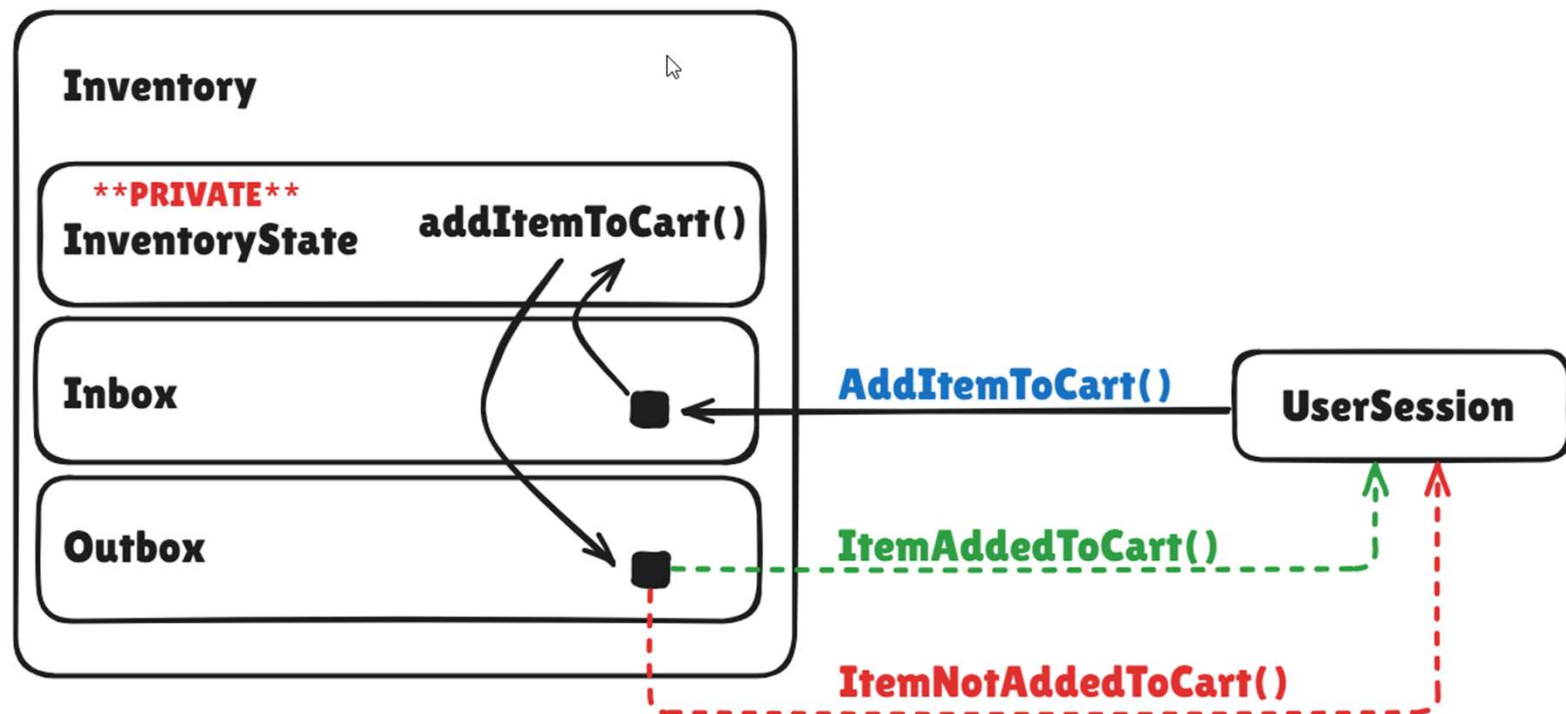 Inventory
**PRIVATE**
InventoryState
addItemToCart()
Inbox
AddItemToCart()
UserSession
Outbox
ItemAddedToCart()
ItemNotAddedToCart()